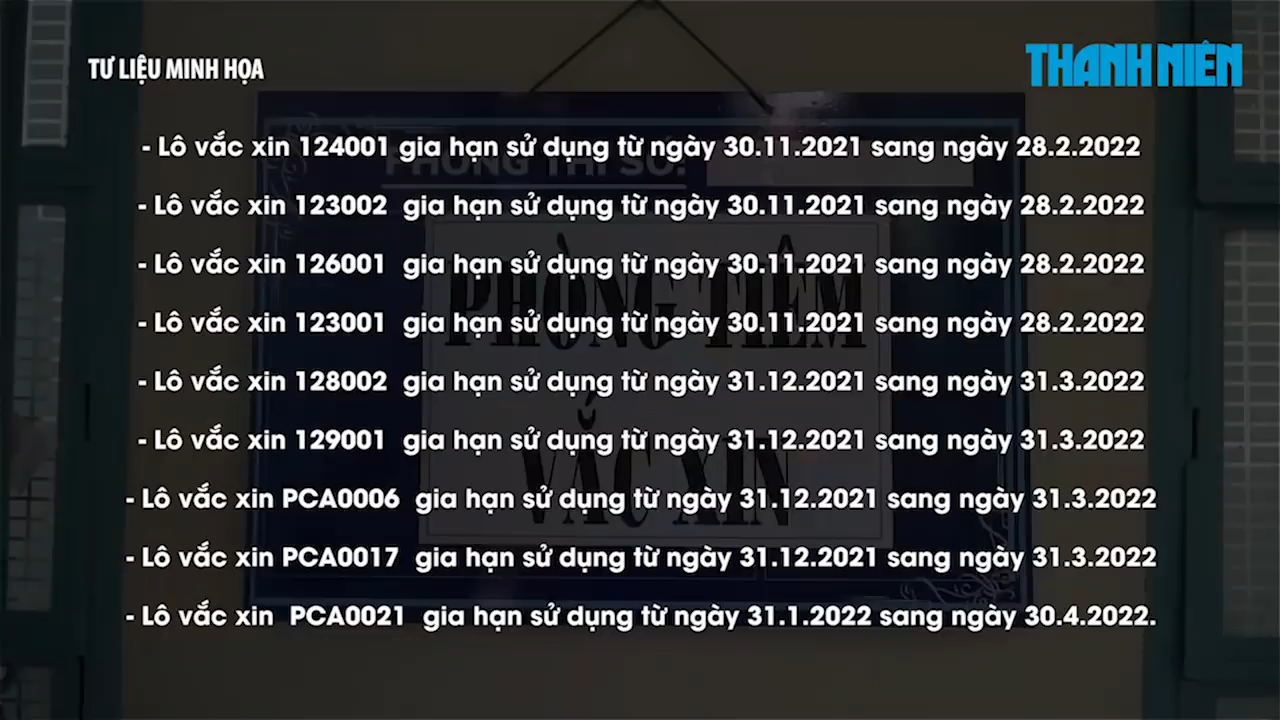 TƯ LIỆU MINH HỌA
THANH NIÊN
- Lô vắc xin 124001 gia hạn sử dụng từ ngày 30.11.2021 sang ngày 28.2.2022
PHÒNG THI SỐ:
- Lô vắc xin 123002 gia hạn sử dụng từ ngày 30.11.2021 sang ngày 28.2.2022
- Lô vắc xin 126001 gia hạn sử dụng từ ngày 30.11.2021 sang ngày 28.2.2022
PHÒNG TIÊM
- Lô vắc xin 123001 gia hạn sử dụng từ ngày 30.11.2021 sang ngày 28.2.2022
- Lô vắc xin 128002 gia hạn sử dụng từ ngày 31.12.2021 sang ngày 31.3.2022
- Lô vắc xin 129001 gia hạn sử dụng từ ngày 31.12.2021 sang ngày 31.3.2022
VẮC XIN
- Lô vắc xin PCA0006 gia hạn sử dụng từ ngày 31.12.2021 sang ngày 31.3.2022
- Lô vắc xin PCA0017 gia hạn sử dụng từ ngày 31.12.2021 sang ngày 31.3.2022
- Lô vắc xin PCA0021 gia hạn sử dụng từ ngày 31.1.2022 sang ngày 30.4.2022.